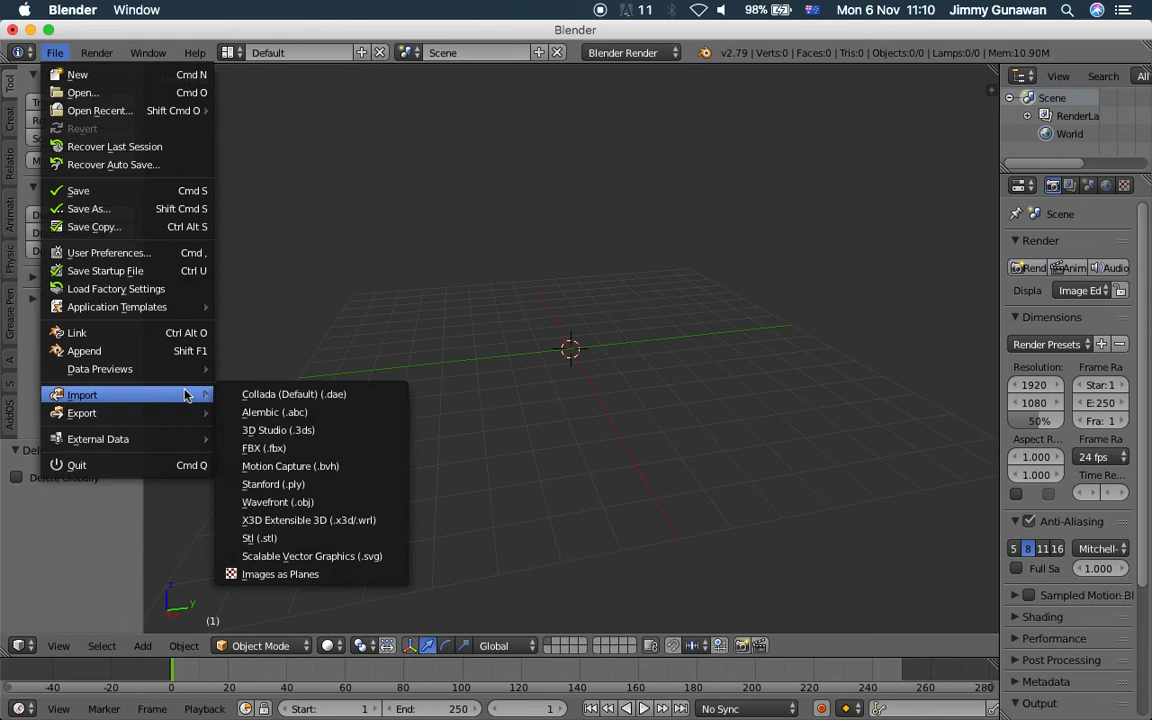 Blender Window 11 98% Mon 6 Nov 11:10 Jimmy Gunawan
Blender
File Render Window Help Default Scene Blender Render v2.79 | Verts:0 | Faces:0 | Tris:0 | Objects:0/0 | Lamps:0/0 | Mem:10.90M
New Cmd N
Open... Cmd O
Open Recent... Shift Cmd O
Revert
Recover Last Session
Recover Auto Save...
Save Cmd S
Save As... Shift Cmd S
Save Copy... Ctrl Alt S
User Preferences... Cmd ,
Save Startup File Ctrl U
Load Factory Settings
Application Templates
Link Ctrl Alt O
Append Shift F1
Data Previews
Import
Export
External Data
Quit Cmd Q
Collada (Default) (.dae)
Alembic (.abc)
3D Studio (.3ds)
FBX (.fbx)
Motion Capture (.bvh)
Stanford (.ply)
Wavefront (.obj)
X3D Extensible 3D (.x3d/.wrl)
Stl (.stl)
Scalable Vector Graphics (.svg)
Images as Planes
Tool
Creat
Relatio
Animati
Physic
Grease Pen
A
S
AddOS
Delete Globally
z
y
(1)
View Search All
Scene
RenderLa
World
Scene
Render
Rend Anim Audio
Displa Image Ed
Dimensions
Render Presets
Resolution: Frame Ra
1920 Star: 1
1080 E: 250
50% Fra: 1
Aspect R... Frame Ra
1.000 24 fps
1.000 Time Re...
Anti-Aliasing
5 8 11 16 Mitchell-
Full Sa 1.000
Sampled Motion Bl
Shading
Performance
Post Processing
Metadata
Output
View Select Add Object Object Mode Global
-40 -20 0 20 40 60 80 100 120 140 160 180 200 220 240 260 280
View Marker Frame Playback Start: 1 End: 250 1 No Sync